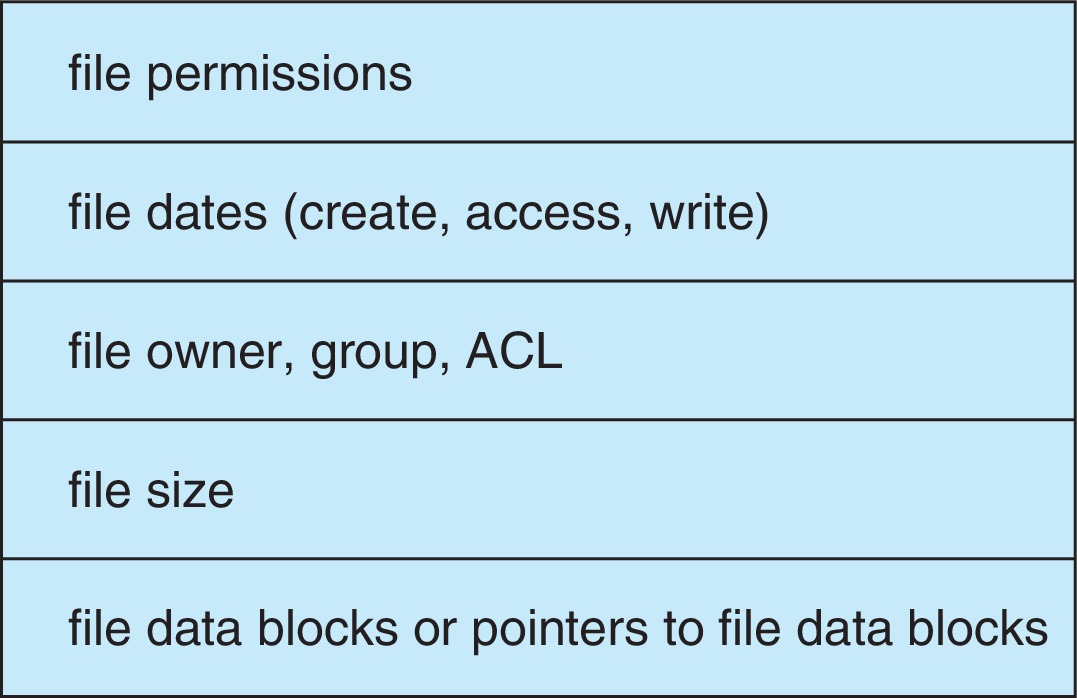 file permissions
file dates (create, access, write)
file owner, group, ACL
file size
file data blocks or pointers to file data blocks